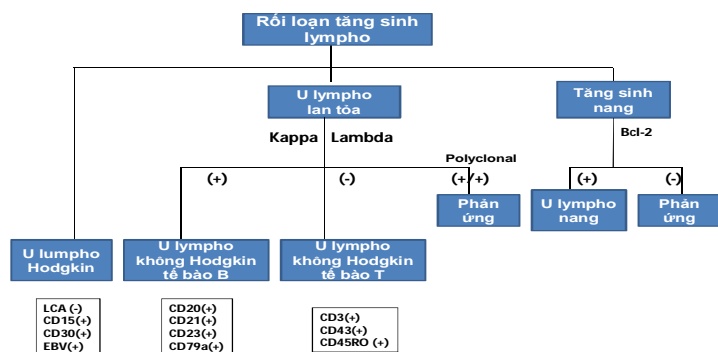 Rối loạn tăng sinh
lympho
U lympho
lan tỏa
Tăng sinh
nang
Kappa
Lambda
Bcl-2
Polyclonal
(+)
(-)
(+/+)
(+)
(-)
Phản
ứng
U lympho
nang
Phản
ứng
U lumpho
Hodgkin
U lympho
không Hodgkin
tế bào B
U lympho
không Hodgkin
tế bào T
LCA (-)
CD15(+)
CD30(+)
EBV(+)
CD20(+)
CD21(+)
CD23(+)
CD79a(+)
CD3(+)
CD43(+)
CD45RO (+)